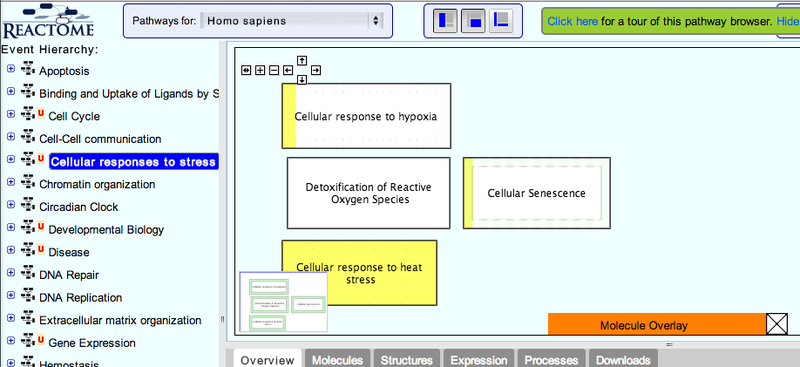 REACTOME
Pathways for: Homo sapiens
Click here for a tour of this pathway browser. Hide
Event Hierarchy:
Apoptosis
Binding and Uptake of Ligands by S
U Cell Cycle
Cell-Cell communication
U Cellular responses to stress
Chromatin organization
Circadian Clock
U Developmental Biology
U Disease
DNA Repair
DNA Replication
Extracellular matrix organization
U Gene Expression
Hemostasis
Cellular response to hypoxia
Detoxification of Reactive
Oxygen Species
Cellular Senescence
Cellular response to heat
stress
Molecule Overlay
Overview Molecules Structures Expression Processes Downloads